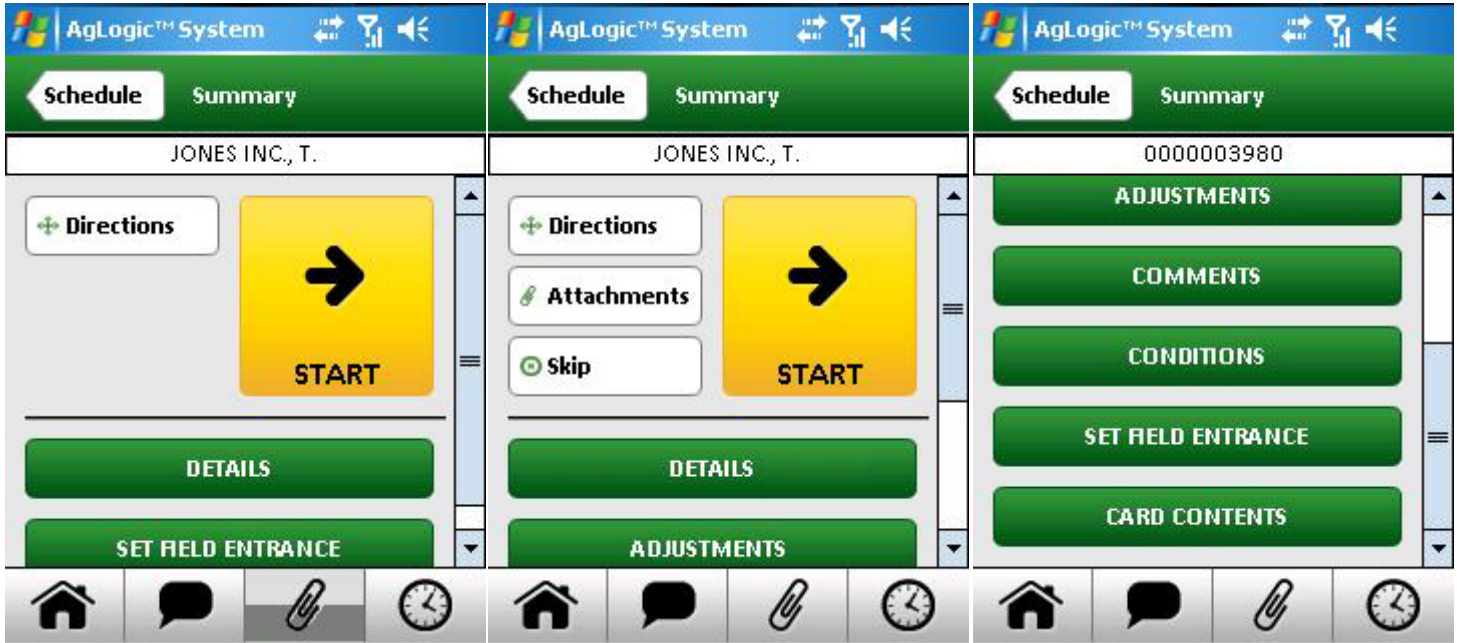 AgLogic™ System
Schedule Summary
JONES INC., T.
Directions
START
DETAILS
SET FIELD ENTRANCE
AgLogic™ System
Schedule Summary
JONES INC., T.
Directions
Attachments
Skip
START
DETAILS
ADJUSTMENTS
AgLogic™ System
Schedule Summary
0000003980
ADJUSTMENTS
COMMENTS
CONDITIONS
SET FIELD ENTRANCE
CARD CONTENTS